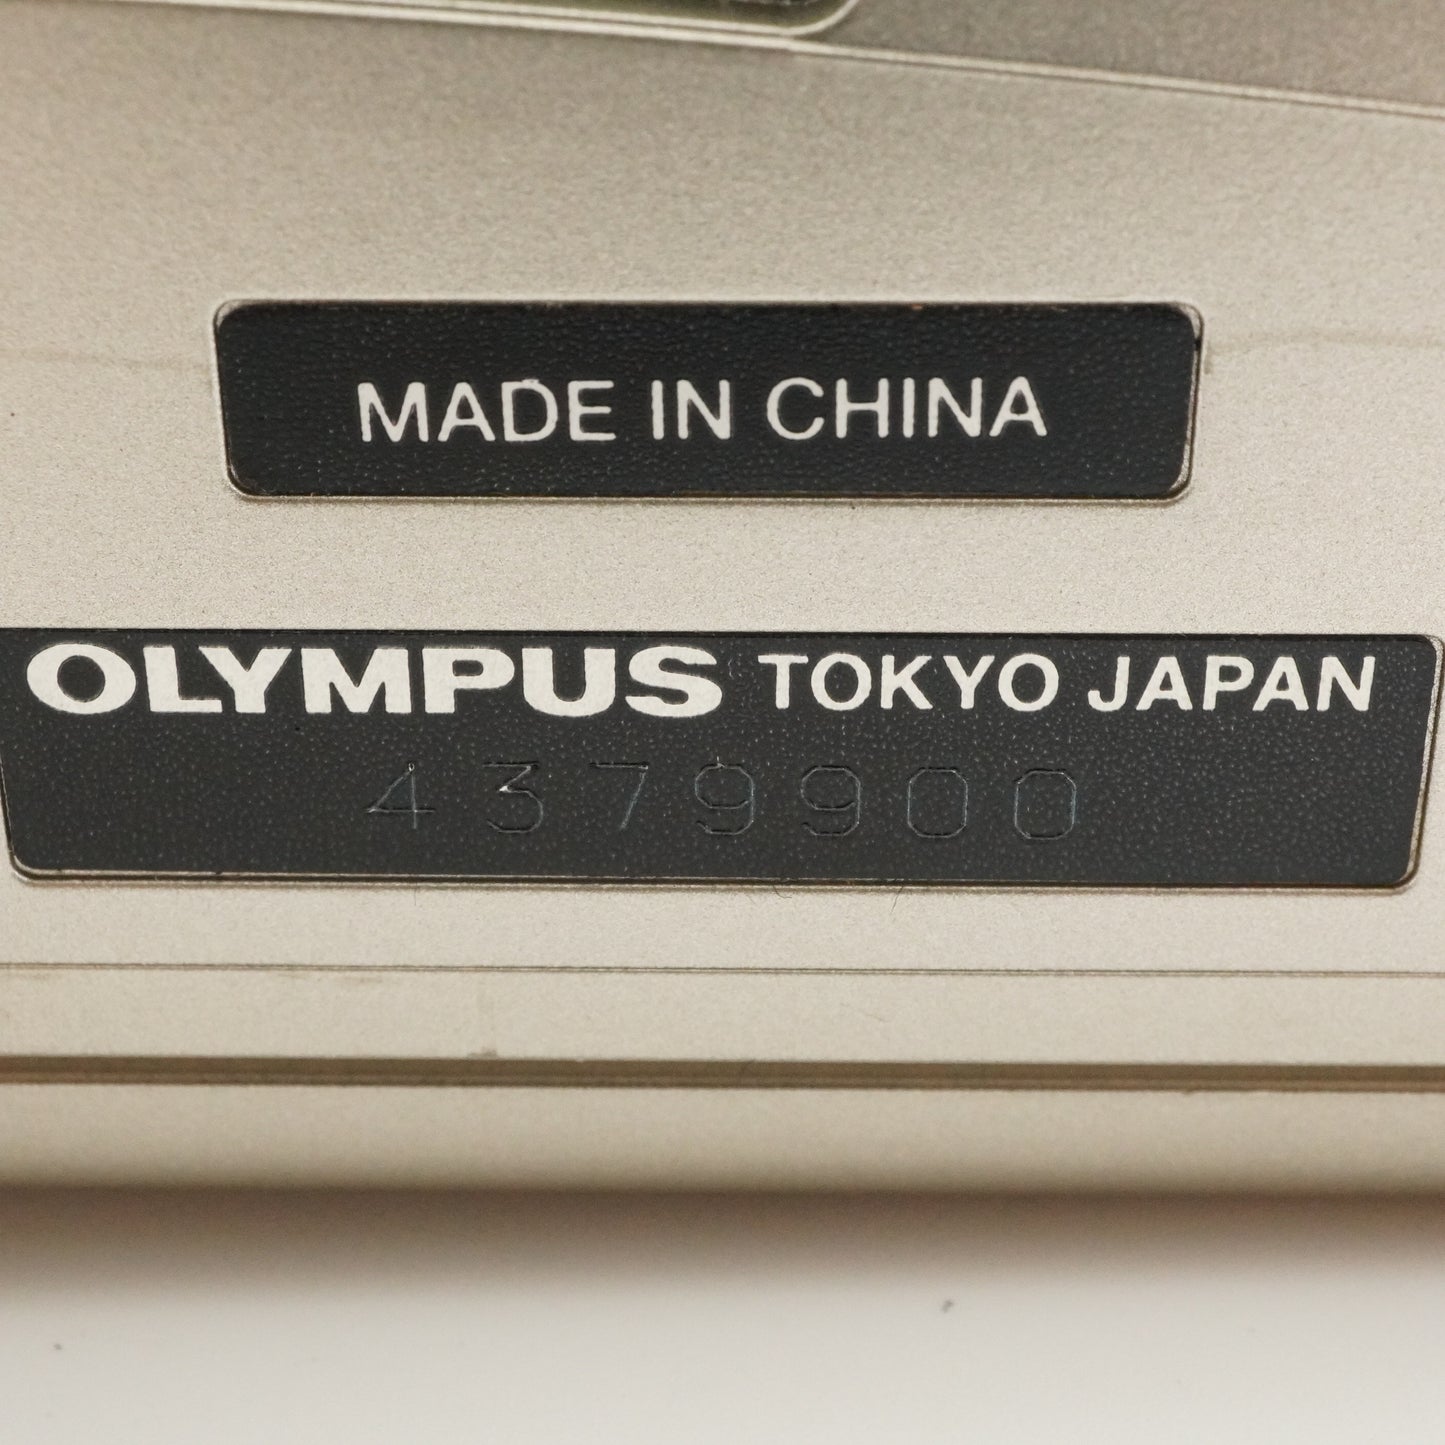 MADE IN CHINA
OLYMPUS TOKYO JAPAN
4379900